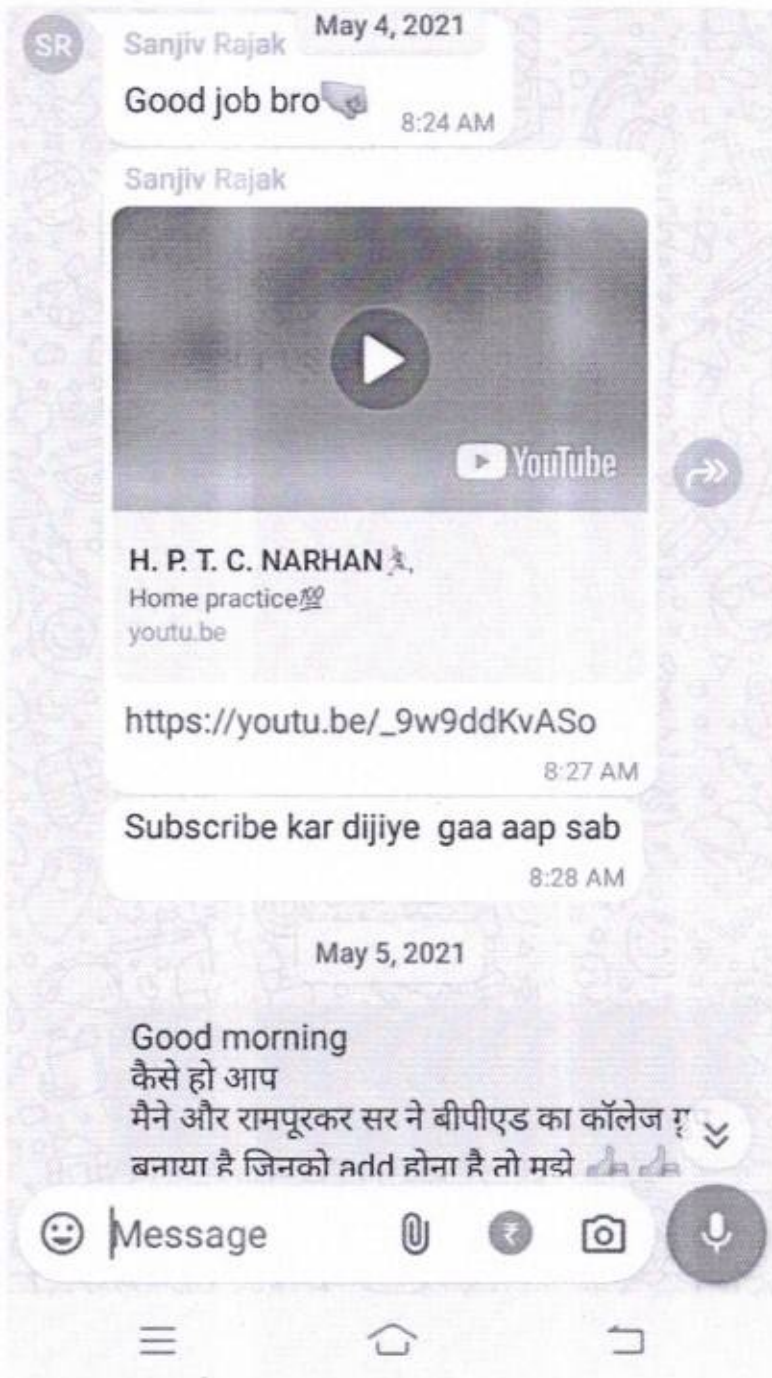 May 4, 2021
SR
Sanjiv Rajak
Good job bro🤜
8:24 AM
Sanjiv Rajak
YouTube
H. P. T. C. NARHAN🏃
Home practice💯
youtu.be
https://youtu.be/_9w9ddKvASo
8:27 AM
Subscribe kar dijiye gaa aap sab
8:28 AM
May 5, 2021
Good morning
कैसे हो आप
मैने और रामपूरकर सर ने बीपीएड का कॉलेज
बनाया है जिनको add होना है तो मुझे 👍👍
Message
₹